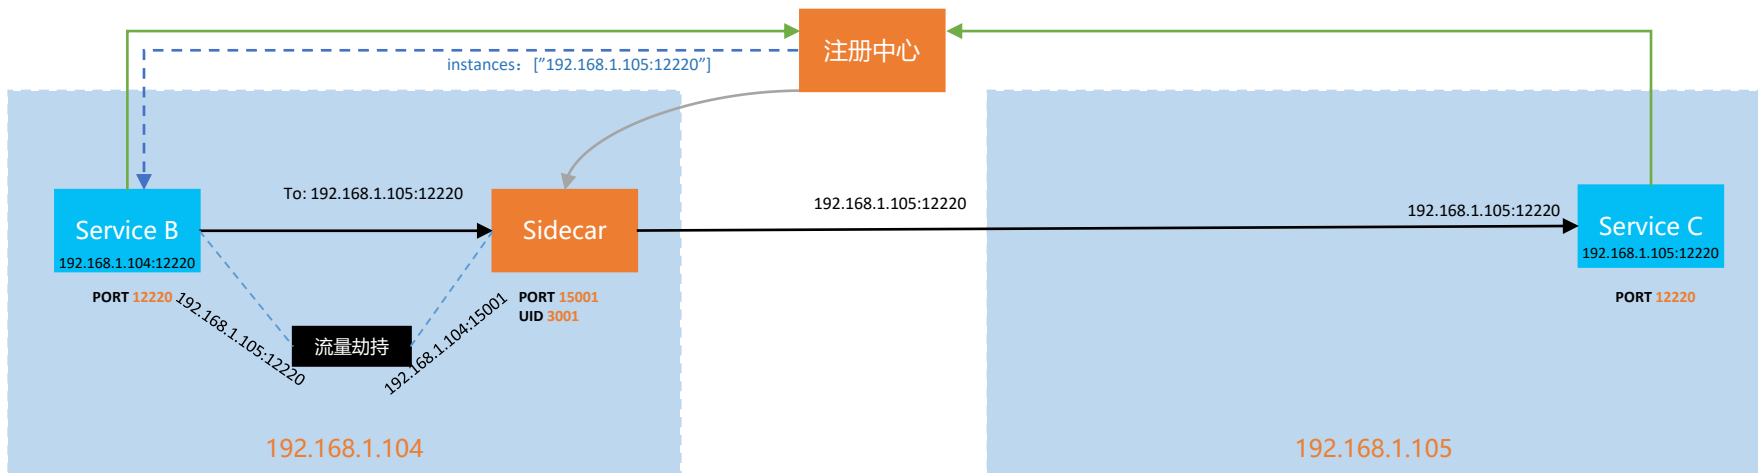 注册中心
instances：["192.168.1.105:12220"]
To: 192.168.1.105:12220
192.168.1.105:12220
192.168.1.105:12220
Service B
192.168.1.104:12220
Sidecar
Service C
192.168.1.105:12220
PORT 12220
PORT 15001
UID 3001
PORT 12220
192.168.1.105:12220
流量劫持
192.168.1.104:15001
192.168.1.104
192.168.1.105